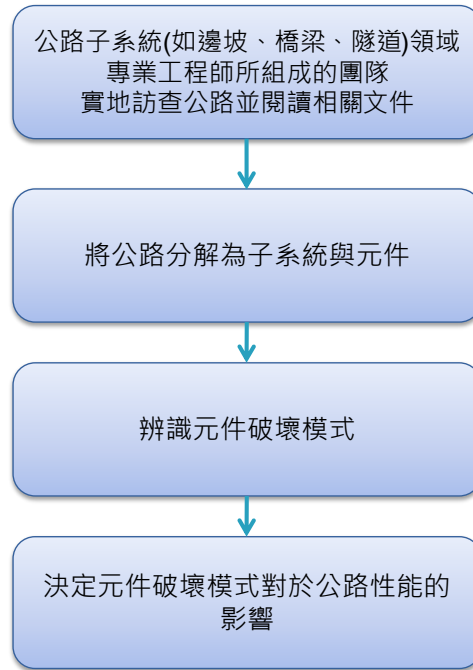 公路子系統(如邊坡、橋梁、隧道)領域
專業工程師所組成的團隊
實地訪查公路並閱讀相關文件
將公路分解為子系統與元件
辨識元件破壞模式
決定元件破壞模式對於公路性能的
影響